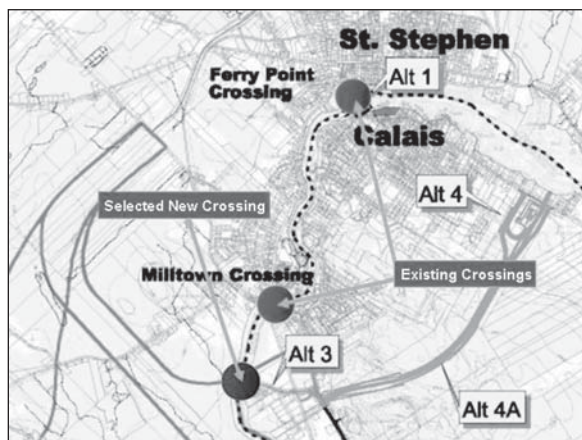 St. Stephen
Alt 1
Ferry Point
Crossing
Calais
Alt 4
Selected New Crossing
Milltown Crossing
Existing Crossings
Alt 3
Alt 4A